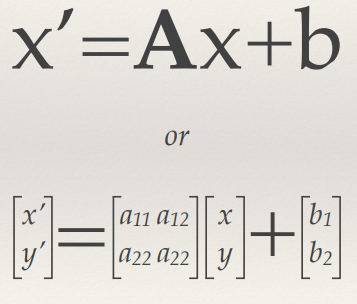 x′=Ax+b
or
[x′ y′]=[a₁₁ a₁₂ a₂₂ a₂₂][x y]+[b₁ b₂]